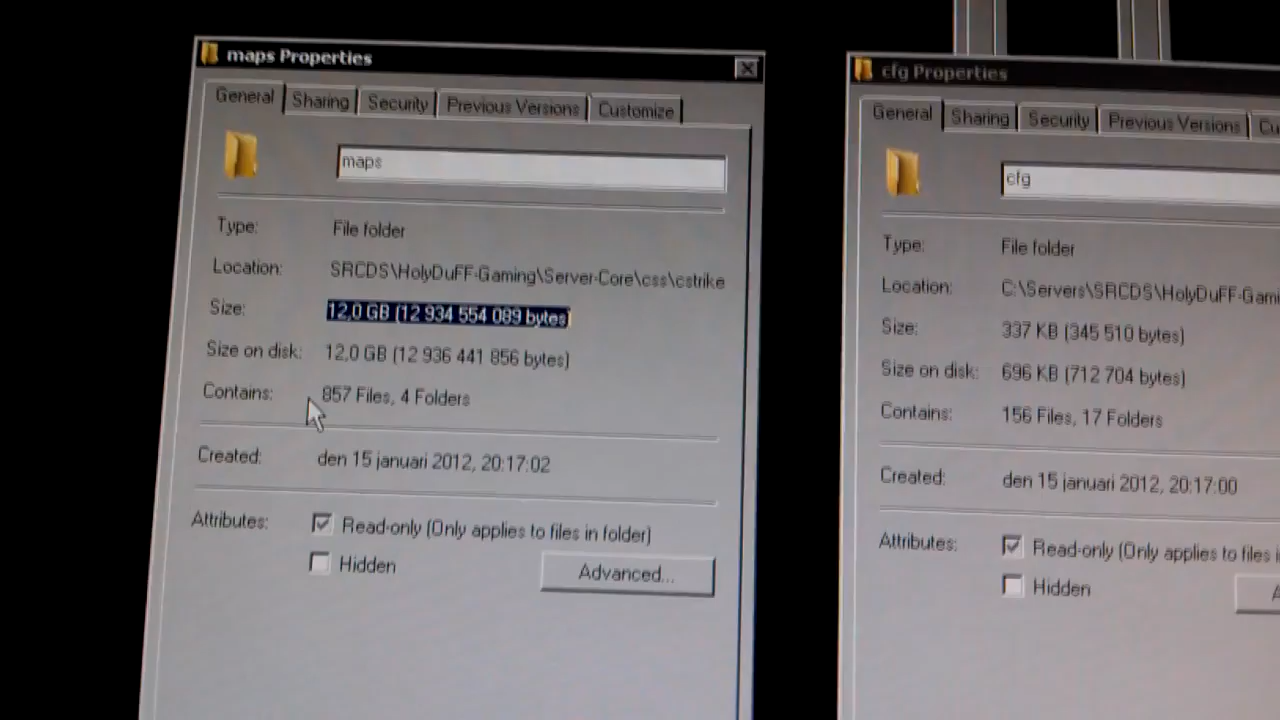 maps Properties
General Sharing Security Previous Versions Customize
maps
Type: File folder
Location: SRCDS\HolyDuFF-Gaming\Server-Core\css\cstrike
Size: 12,0 GB (12 934 554 089 bytes)
Size on disk: 12,0 GB (12 936 441 856 bytes)
Contains: 857 Files, 4 Folders
Created: den 15 januari 2012, 20:17:02
Attributes: Read-only (Only applies to files in folder)
Hidden Advanced...
cfg Properties
General Sharing Security Previous Versions Cu
cfg
Type: File folder
Location: C:\Servers\SRCDS\HolyDuFF-Gam
Size: 337 KB (345 510 bytes)
Size on disk: 696 KB (712 704 bytes)
Contains: 156 Files, 17 Folders
Created: den 15 januari 2012, 20:17:00
Attributes: Read-only (Only applies to files i
Hidden A